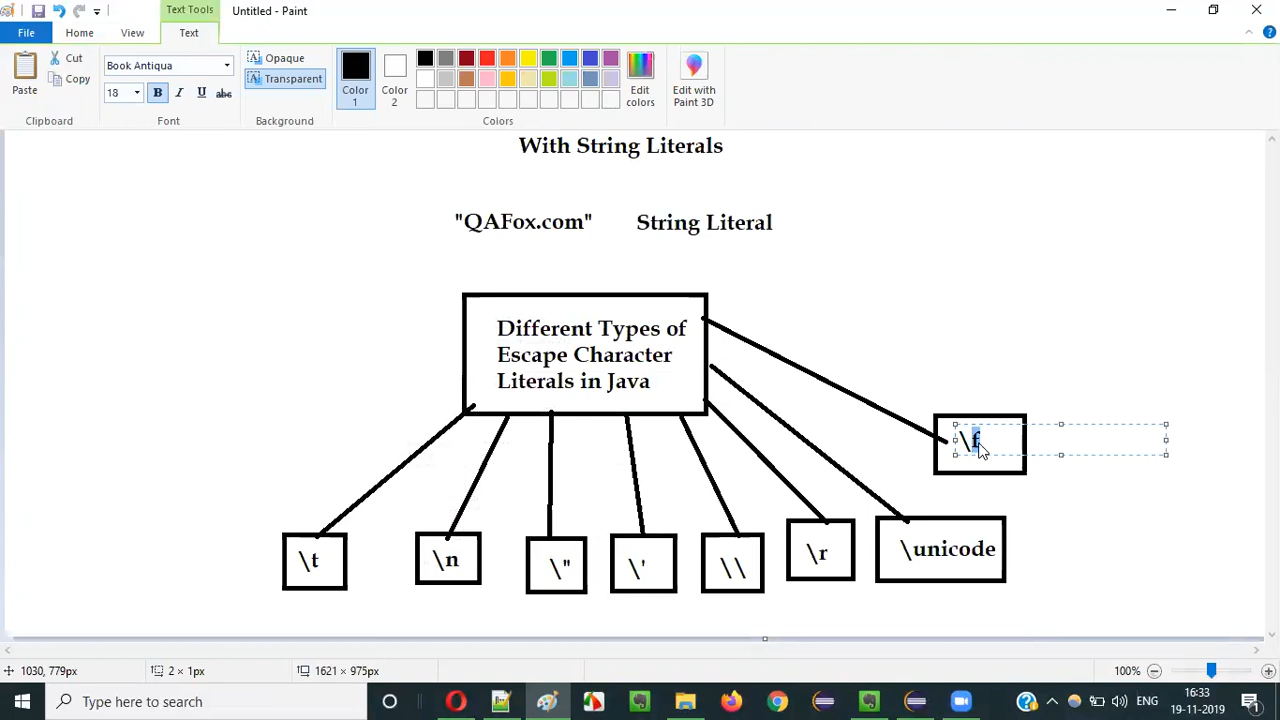 Text Tools
Untitled - Paint
File
Home
View
Text
Paste
Cut
Copy
Clipboard
Book Antiqua
18
B
I
U
abc
Font
Opaque
Transparent
Background
Color 1
Color 2
Edit colors
Colors
Edit with Paint 3D
With String Literals
"QAFox.com"
String Literal
Different Types of
Escape Character
Literals in Java
\f
\t
\n
\"
\'
\\
\r
\unicode
1030, 779px
2 × 1px
1621 × 975px
100%
Type here to search
ENG
16:33
19-11-2019